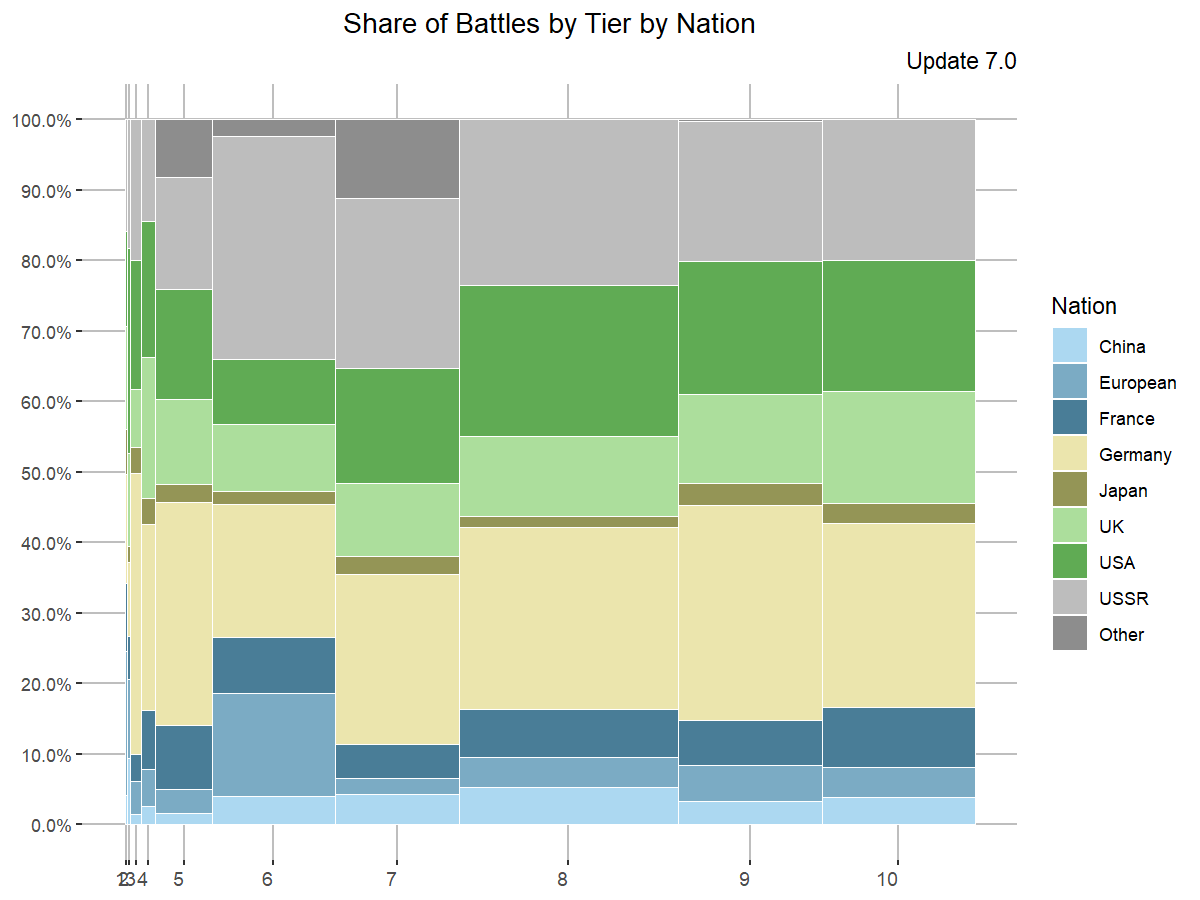 Share of Battles by Tier by Nation
Update 7.0
100.0%
90.0%
80.0%
70.0%
60.0%
50.0%
40.0%
30.0%
20.0%
10.0%
0.0%
1 2 3 4 5 6 7 8 9 10
Nation
China
European
France
Germany
Japan
UK
USA
USSR
Other